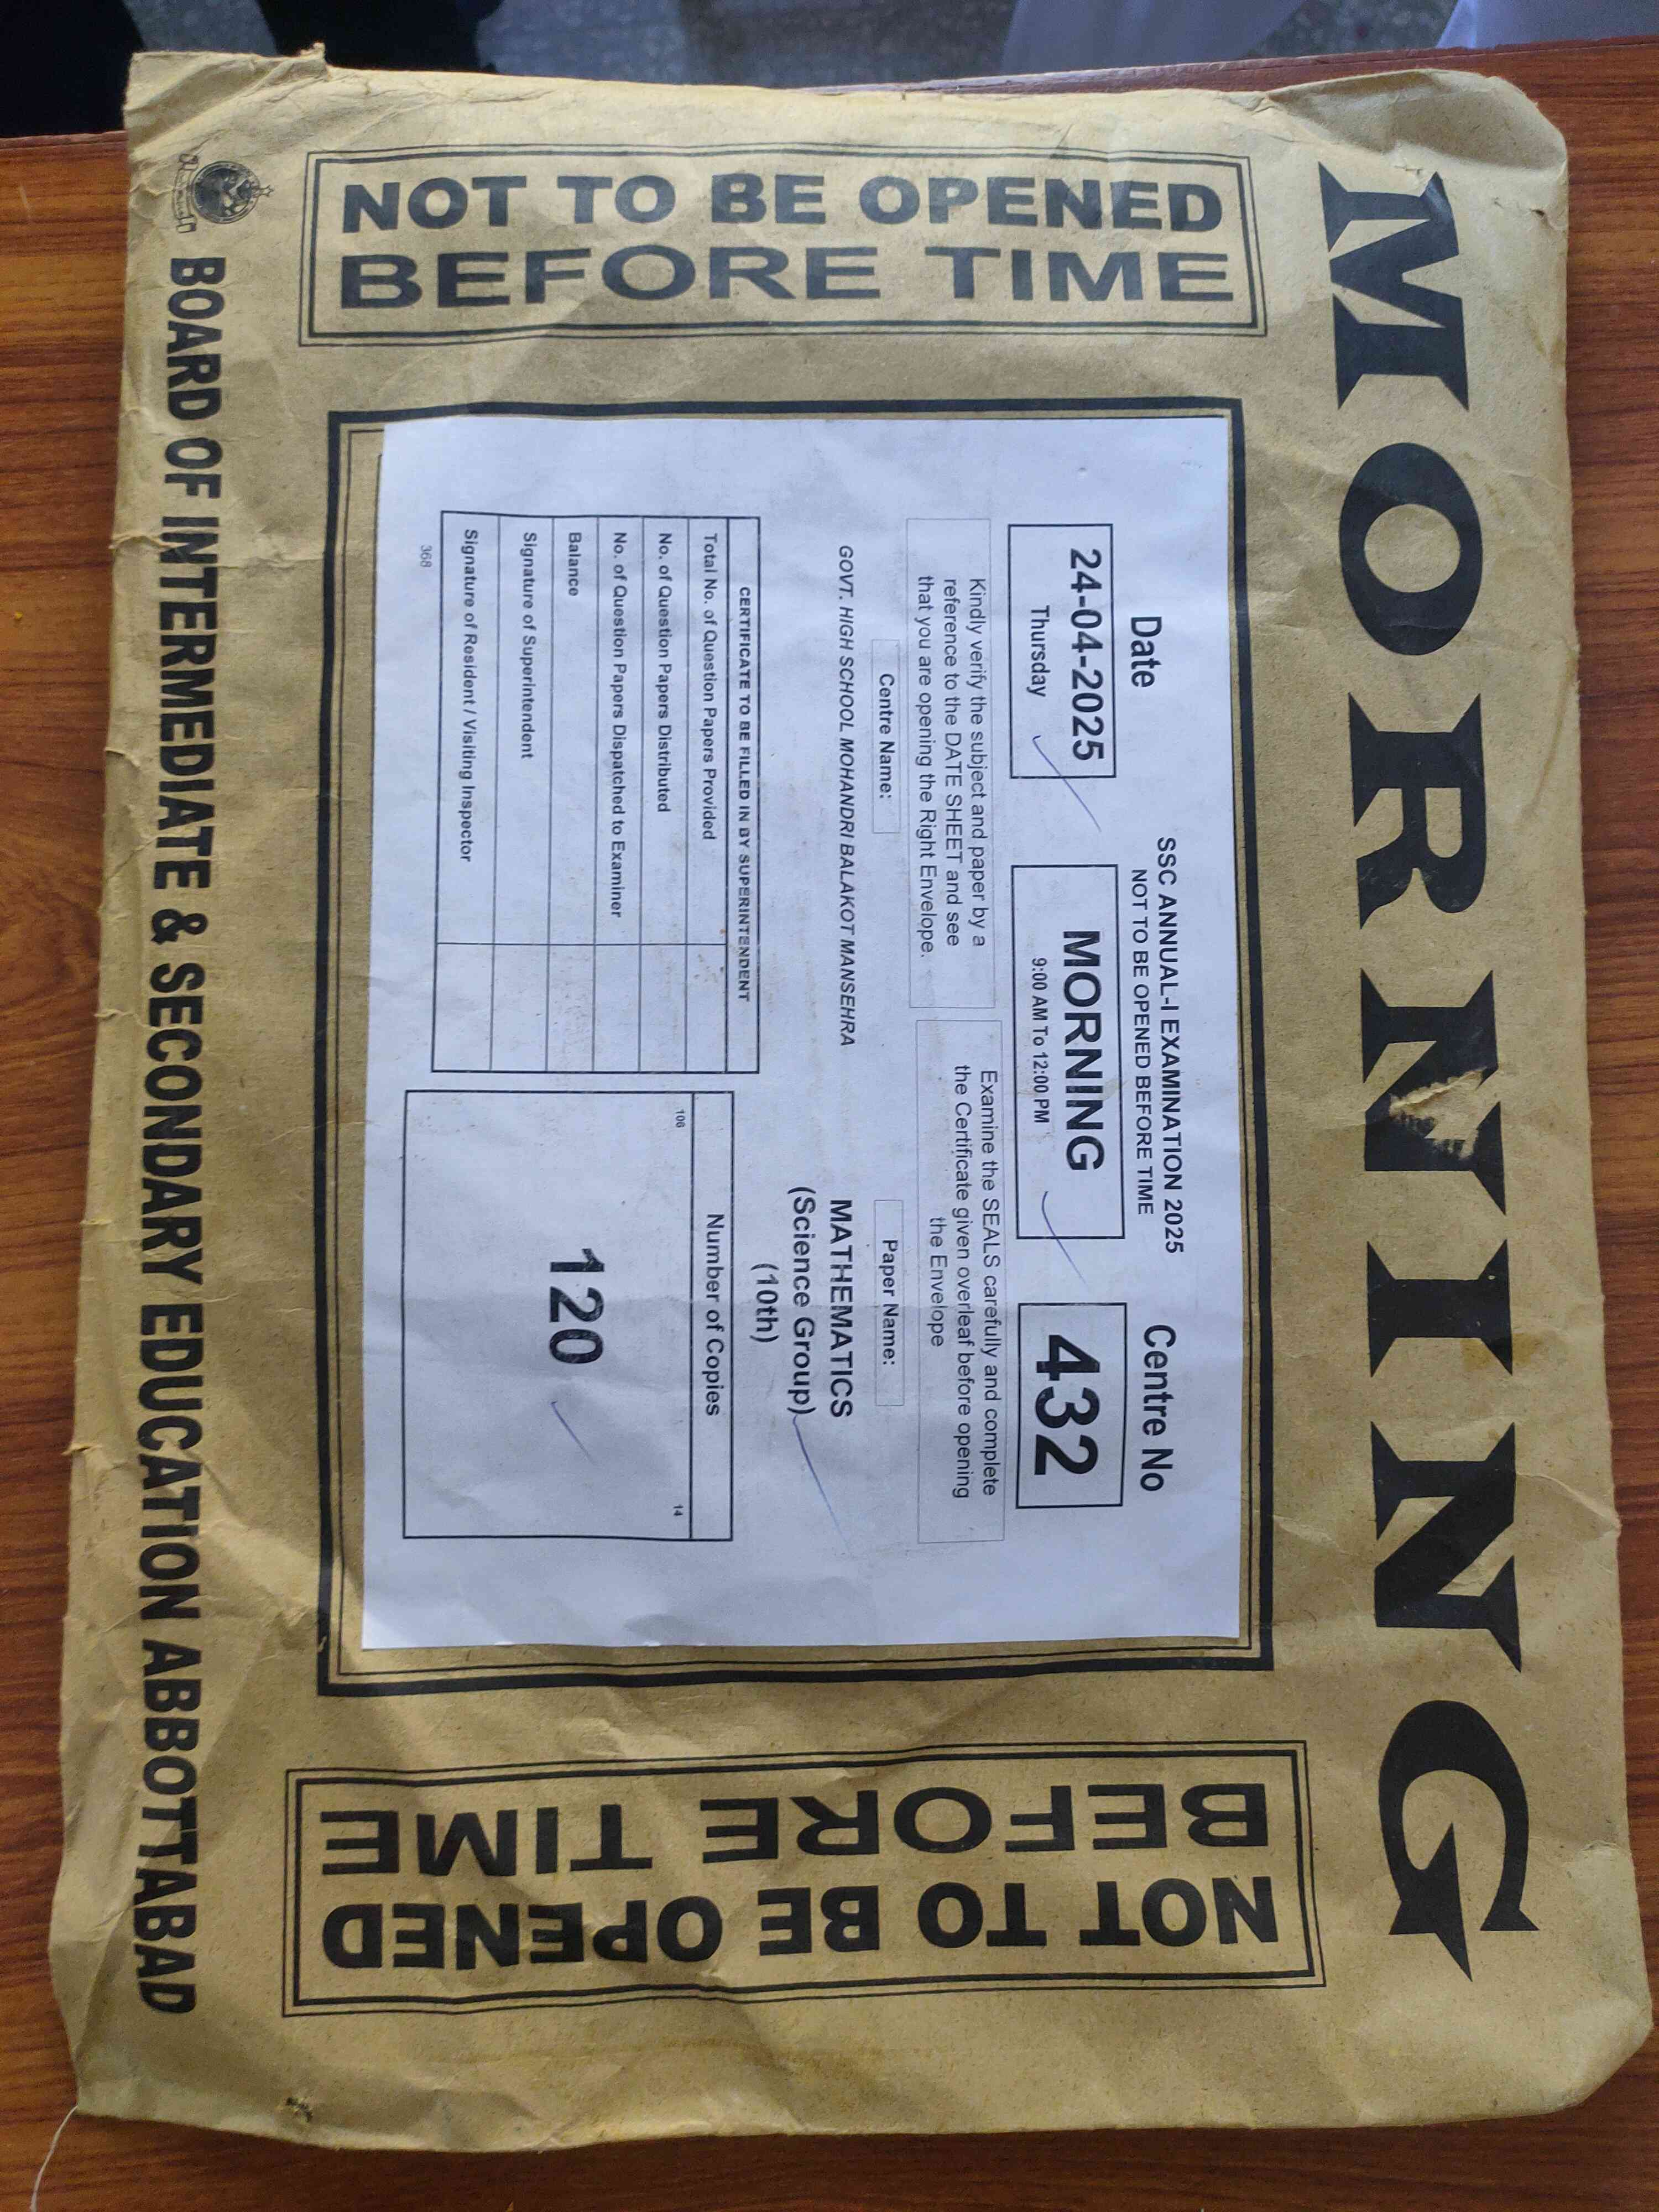 MORNING
NOT TO BE OPENED
BEFORE TIME
SSC ANNUAL-I EXAMINATION 2025
NOT TO BE OPENED BEFORE TIME
Date
24-04-2025
Thursday
MORNING
9:00 AM To 12:00 PM
Centre No
432
Kindly verify the subject and paper by a
reference to the DATE SHEET and see
that you are opening the Right Envelope.
Examine the SEALS carefully and complete
the Certificate given overleaf before opening
the Envelope
Centre Name:
GOVT. HIGH SCHOOL MOHANDRI BALAKOT MANSEHRA
Paper Name:
MATHEMATICS
(Science Group)
(10th)
CERTIFICATE TO BE FILLED IN BY SUPERINTENDENT
Total No. of Question Papers Provided
No. of Question Papers Distributed
No. of Question Papers Dispatched to Examiner
Balance
Signature of Superintendent
Signature of Resident / Visiting Inspector
368
Number of Copies
106
14
120
NOT TO BE OPENED
BEFORE TIME
BOARD OF INTERMEDIATE & SECONDARY EDUCATION ABBOTTABAD